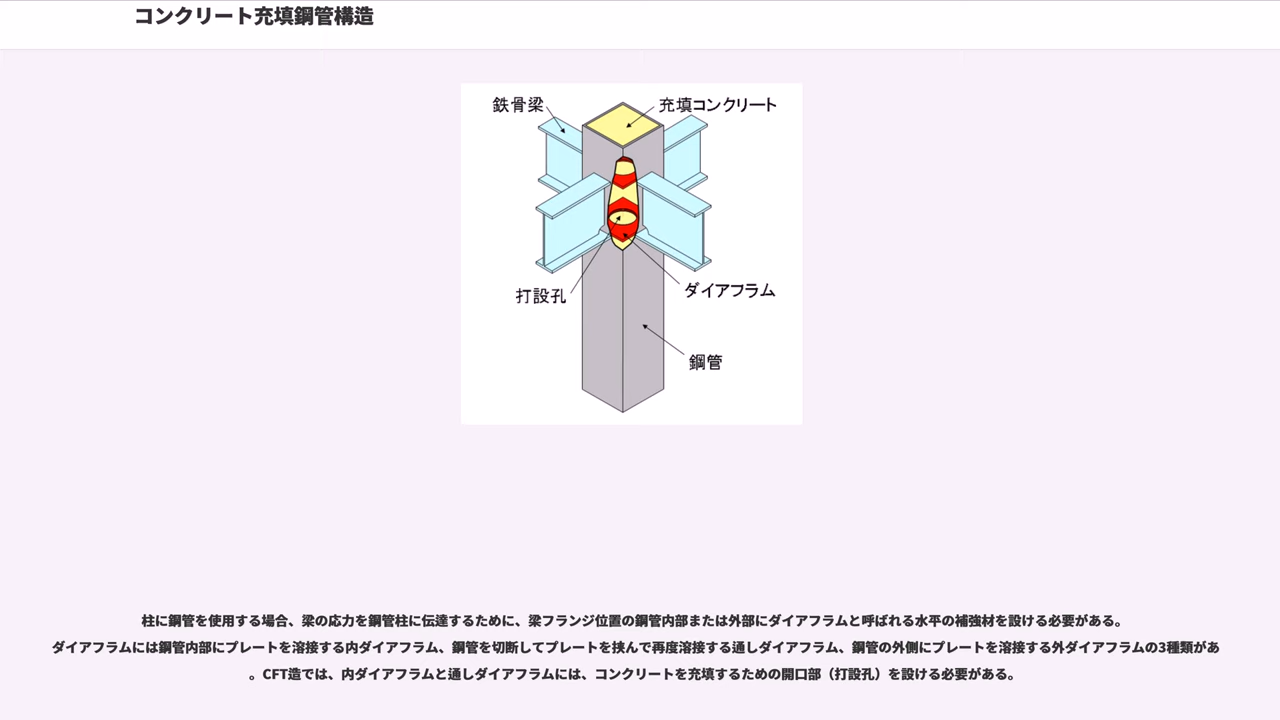 コンクリート充填鋼管構造
鉄骨梁
充填コンクリート
打設孔
ダイアフラム
鋼管
柱に鋼管を使用する場合、梁の応力を鋼管柱に伝達するために、梁フランジ位置の鋼管内部または外部にダイアフラムと呼ばれる水平の補強材を設ける必要がある。
ダイアフラムには鋼管内部にプレートを溶接する内ダイアフラム、鋼管を切断してプレートを挟んで再度溶接する通しダイアフラム、鋼管の外側にプレートを溶接する外ダイアフラムの3種類があ
。CFT造では、内ダイアフラムと通しダイアフラムには、コンクリートを充填するための開口部（打設孔）を設ける必要がある。